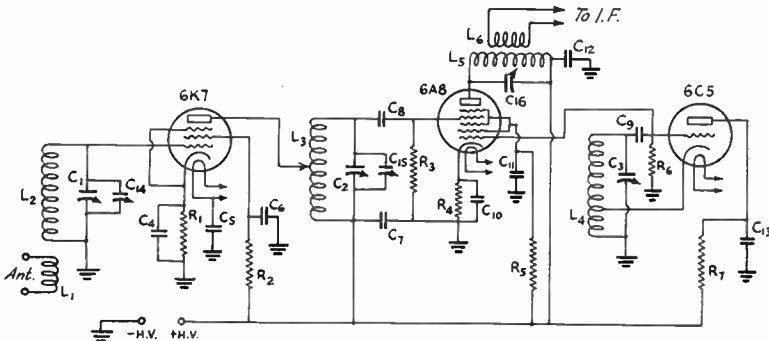 To I.F.
L6
L5
C12
C16
6K7
6A8
6C5
C8
C9
L3
C1
C14
L2
C2
C15
R3
C11
C3
R6
L4
C4
R1
C5
C6
R4
C10
C7
R2
R5
R7
C13
Ant.
L1
-H.V. +H.V.